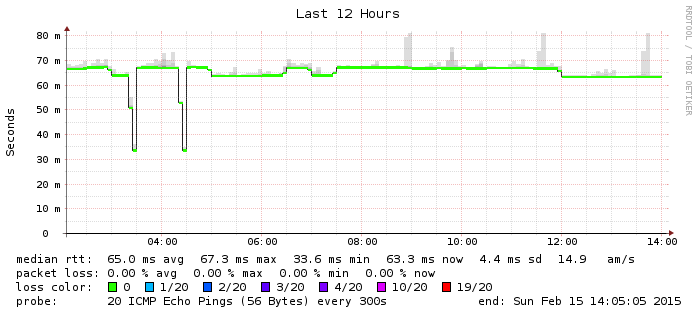 Last 12 Hours
RRDTOOL / TOBI OETIKER
Seconds
80 m
70 m
60 m
50 m
40 m
30 m
20 m
10 m
0
04:00 06:00 08:00 10:00 12:00 14:00
median rtt: 65.0 ms avg 67.3 ms max 33.6 ms min 63.3 ms now 4.4 ms sd 14.9 am/s
packet loss: 0.00 % avg 0.00 % max 0.00 % min 0.00 % now
loss color: 0 1/20 2/20 3/20 4/20 10/20 19/20
probe: 20 ICMP Echo Pings (56 Bytes) every 300s end: Sun Feb 15 14:05:05 2015